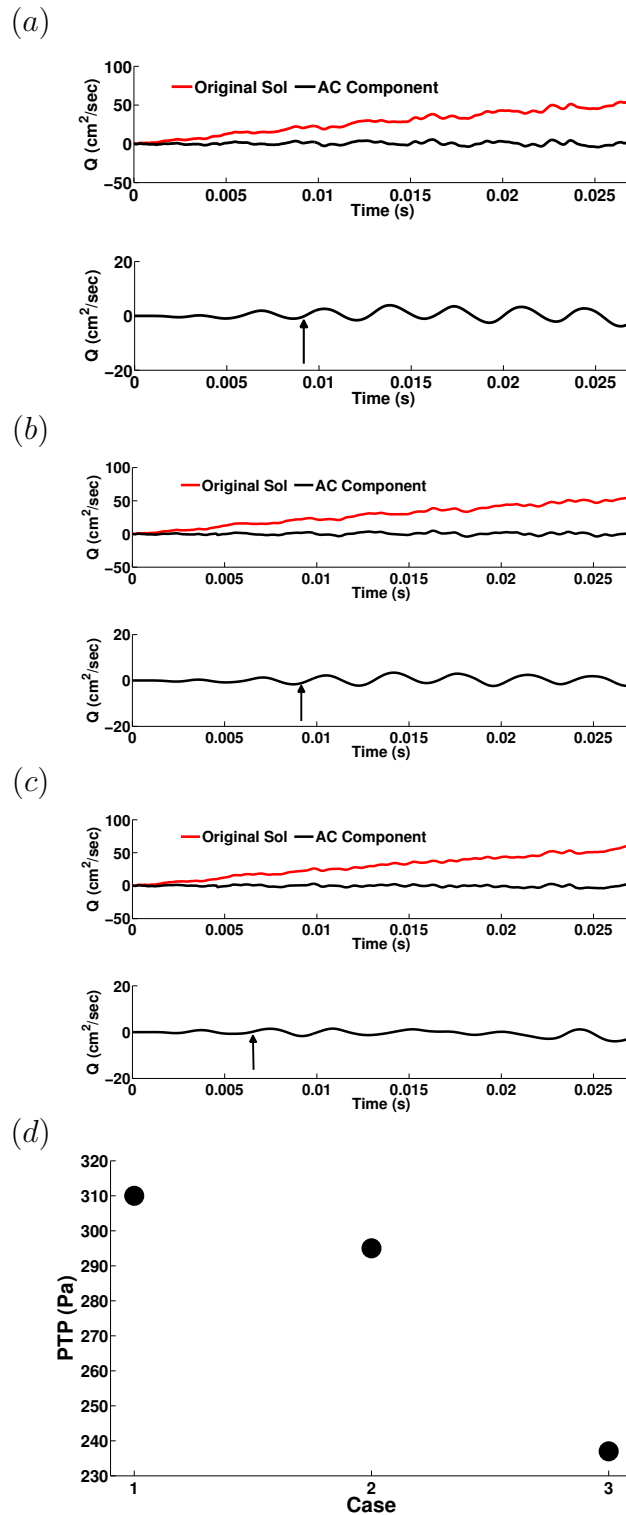 (a)
100
50
0
−50
Q (cm²/sec)
Original Sol AC Component
0 0.005 0.01 0.015 0.02 0.025
Time (s)
20
0
−20
Q (cm²/sec)
0 0.005 0.01 0.015 0.02 0.025
Time (s)
(b)
100
50
0
−50
Q (cm²/sec)
Original Sol AC Component
0 0.005 0.01 0.015 0.02 0.025
Time (s)
20
0
−20
Q (cm²/sec)
0 0.005 0.01 0.015 0.02 0.025
Time (s)
(c)
100
50
0
−50
Q (cm²/sec)
Original Sol AC Component
0 0.005 0.01 0.015 0.02 0.025
Time (s)
20
0
−20
Q (cm²/sec)
0 0.005 0.01 0.015 0.02 0.025
Time (s)
(d)
320
310
300
290
280
270
260
250
240
230
PTP (Pa)
1 2 3
Case